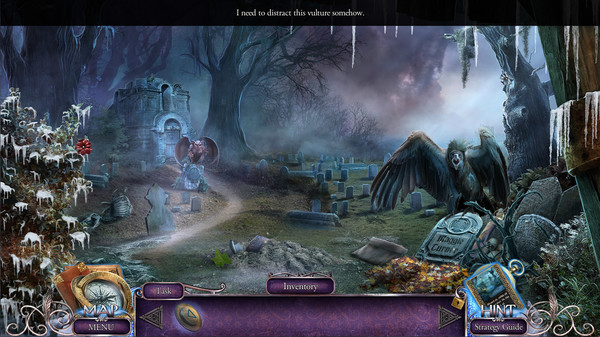 I need to distract this vulture somehow.
Task
Inventory
MAP
MENU
HINT
Strategy Guide